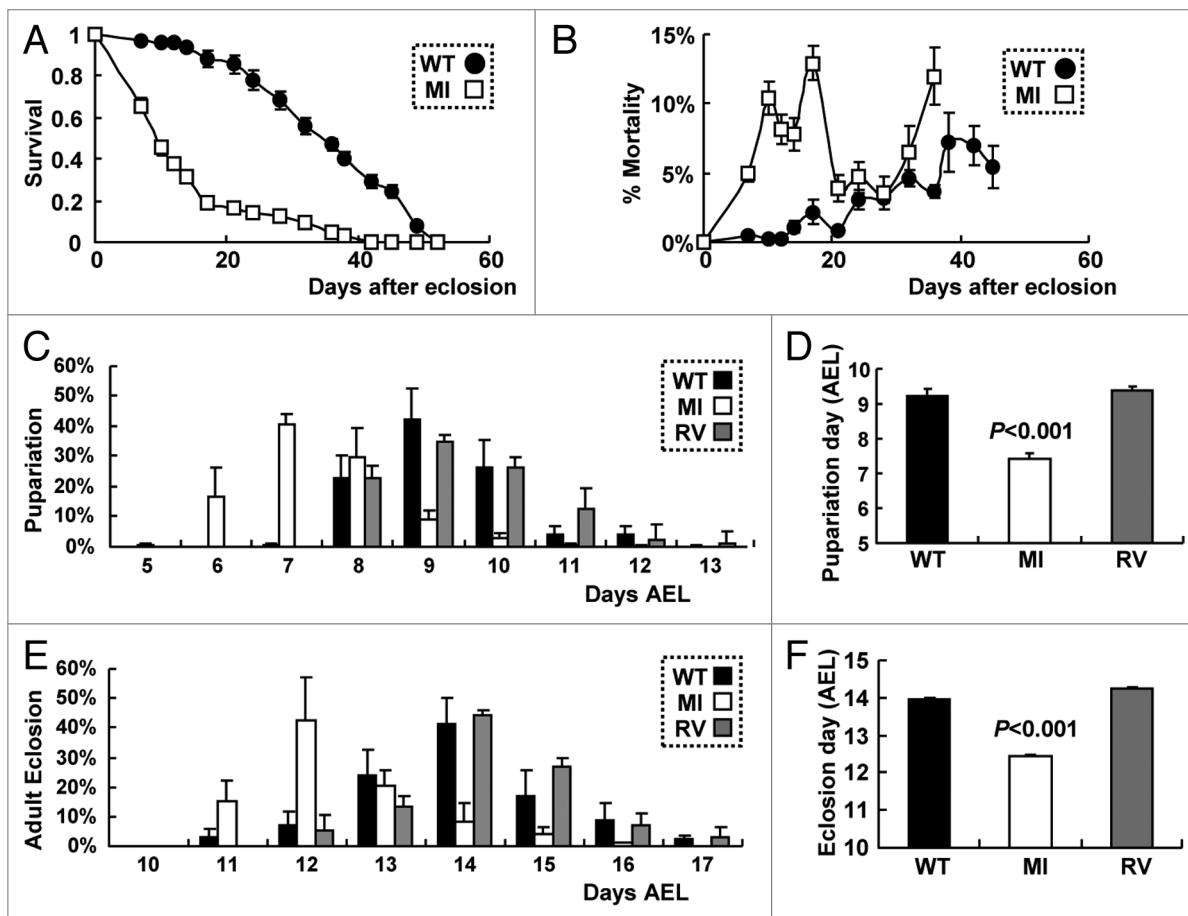 A
1
0.8
0.6
0.4
0.2
0
Survival
WT
MI
0 20 40 60
Days after eclosion
B
15%
10%
5%
0%
% Mortality
WT
MI
0 20 40 60
Days after eclosion
C
60%
50%
40%
30%
20%
10%
0%
Pupariation
WT
MI
RV
5 6 7 8 9 10 11 12 13
Days AEL
D
10
9
8
7
6
5
Pupariation day (AEL)
P<0.001
WT MI RV
E
60%
50%
40%
30%
20%
10%
0%
Adult Eclosion
WT
MI
RV
10 11 12 13 14 15 16 17
Days AEL
F
15
14
13
12
11
10
Eclosion day (AEL)
P<0.001
WT MI RV